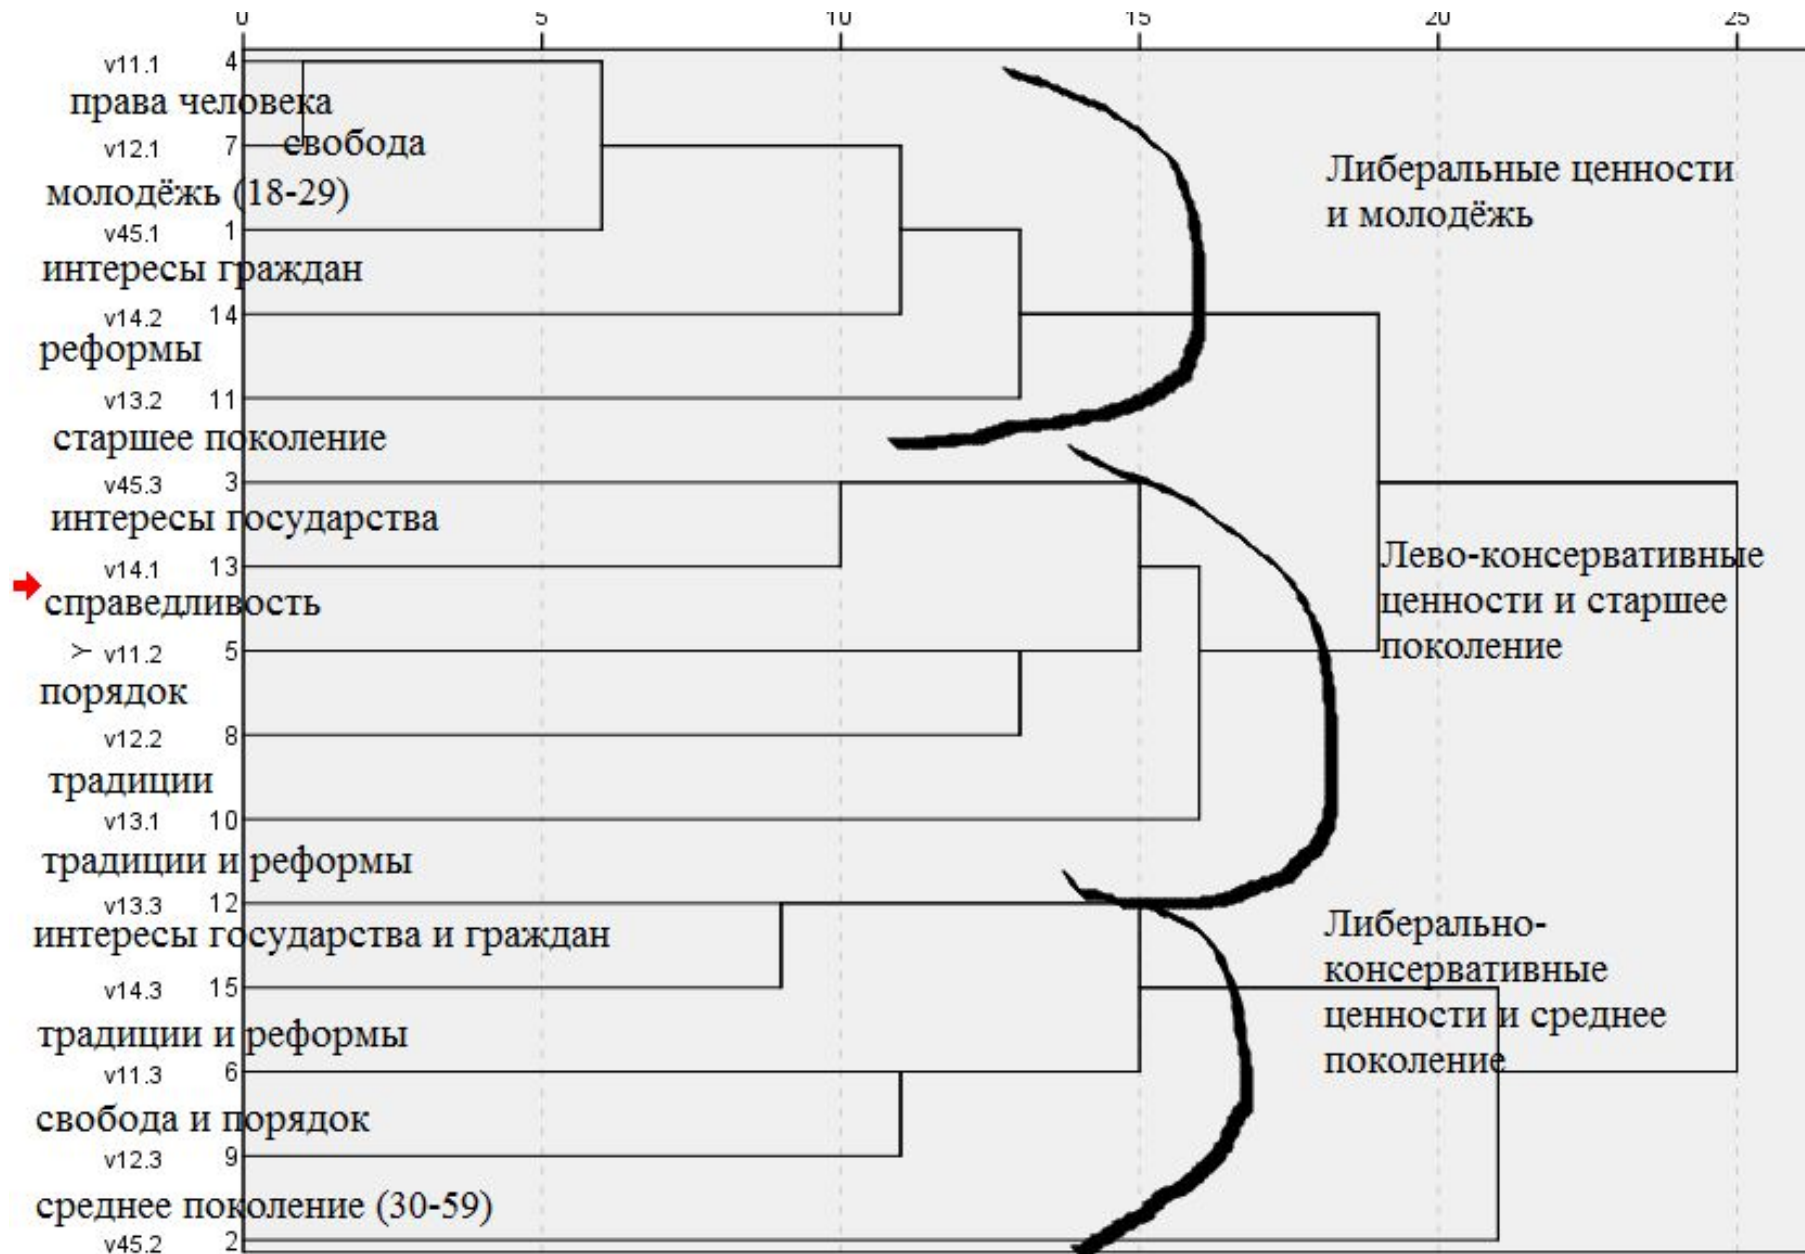 0 5 10 15 20 25
v11.1 4
права человека
свобода
v12.1 7
Либеральные ценности
и молодёжь
молодёжь (18-29)
v45.1 1
интересы граждан
v14.2 14
реформы
v13.2 11
старшее поколение
v45.3 3
интересы государства
Лево-консервативные
ценности и старшее
поколение
v14.1 13
справедливость
Y v11.2 5
порядок
v12.2 8
традиции
v13.1 10
традиции и реформы
v13.3 12
интересы государства и граждан
Либерально-
консервативные
ценности и среднее
поколение
v14.3 15
традиции и реформы
v11.3 6
свобода и порядок
v12.3 9
среднее поколение (30-59)
v45.2 2